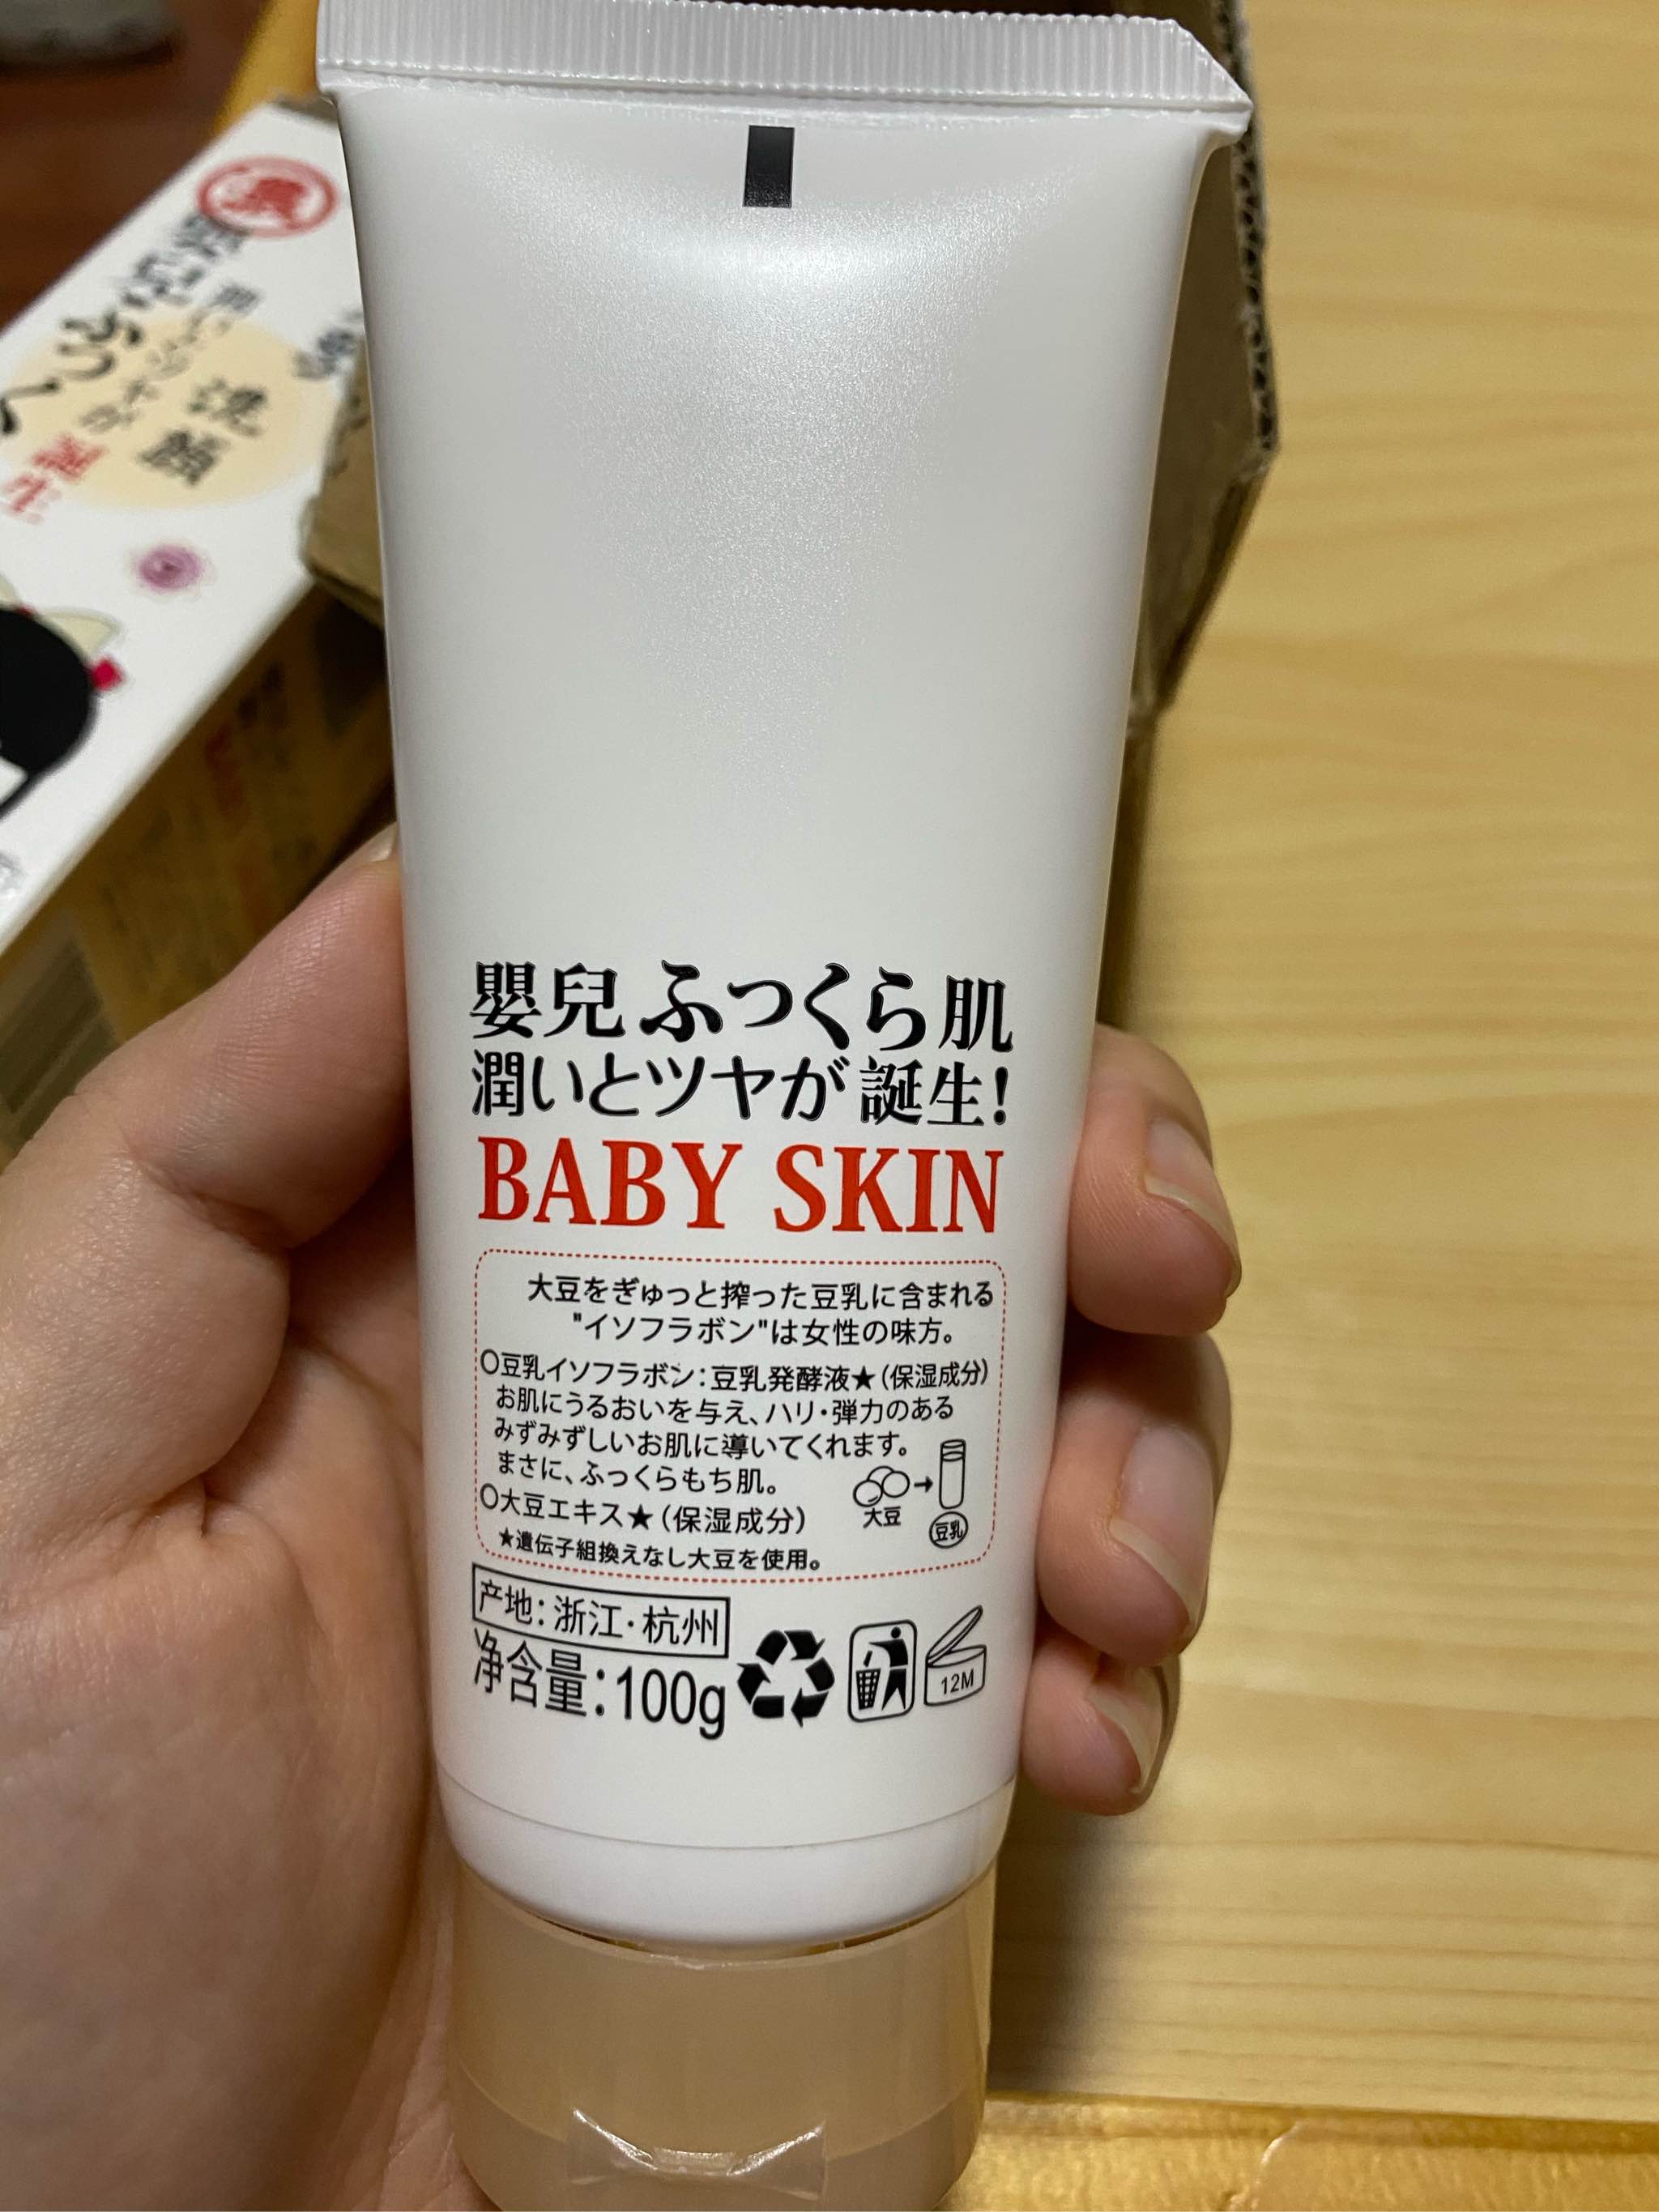 嬰兒ふっくら肌
潤いとツヤが誕生!
BABY SKIN
大豆をぎゅっと搾った豆乳に含まれる
"イソフラボン"は女性の味方。
○豆乳イソフラボン:豆乳発酵液★(保湿成分)
お肌にうるおいを与え、ハリ・弾力のある
みずみずしいお肌に導いてくれます。
まさに、ふっくらもち肌。
大豆
豆乳
○大豆エキス★(保湿成分)
★遺伝子組換えなし大豆を使用。
产地:浙江·杭州
净含量:100g
12M
洗顔
誕生